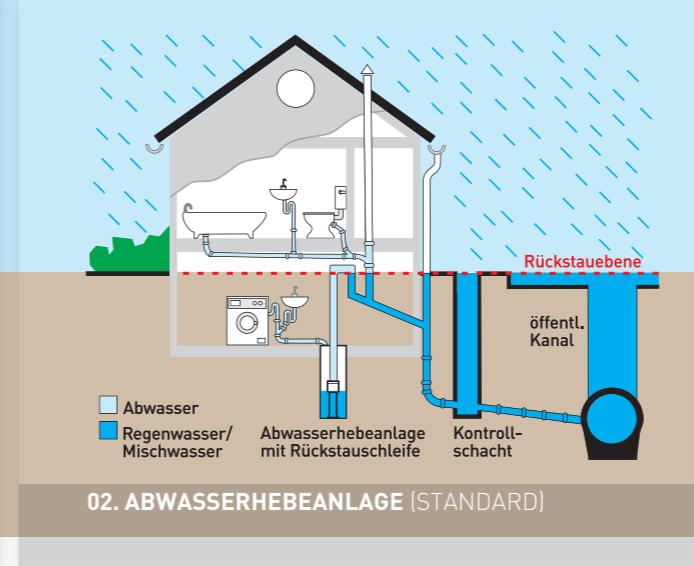 Rückstauebene
öffentl.
Kanal
Abwasser
Regenwasser/
Mischwasser
Abwasserhebeanlage
mit Rückstauschleife
Kontroll-
schacht
02. ABWASSERHEBEANLAGE (STANDARD)